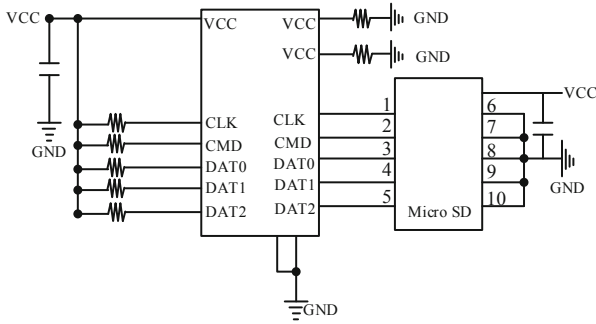 VCC
VCC
VCC
GND
VCC
GND
GND
CLK
CMD
DAT0
DAT1
DAT2
CLK
CMD
DAT0
DAT1
DAT2
1
2
3
4
5
Micro SD
6
7
8
9
10
VCC
GND
GND